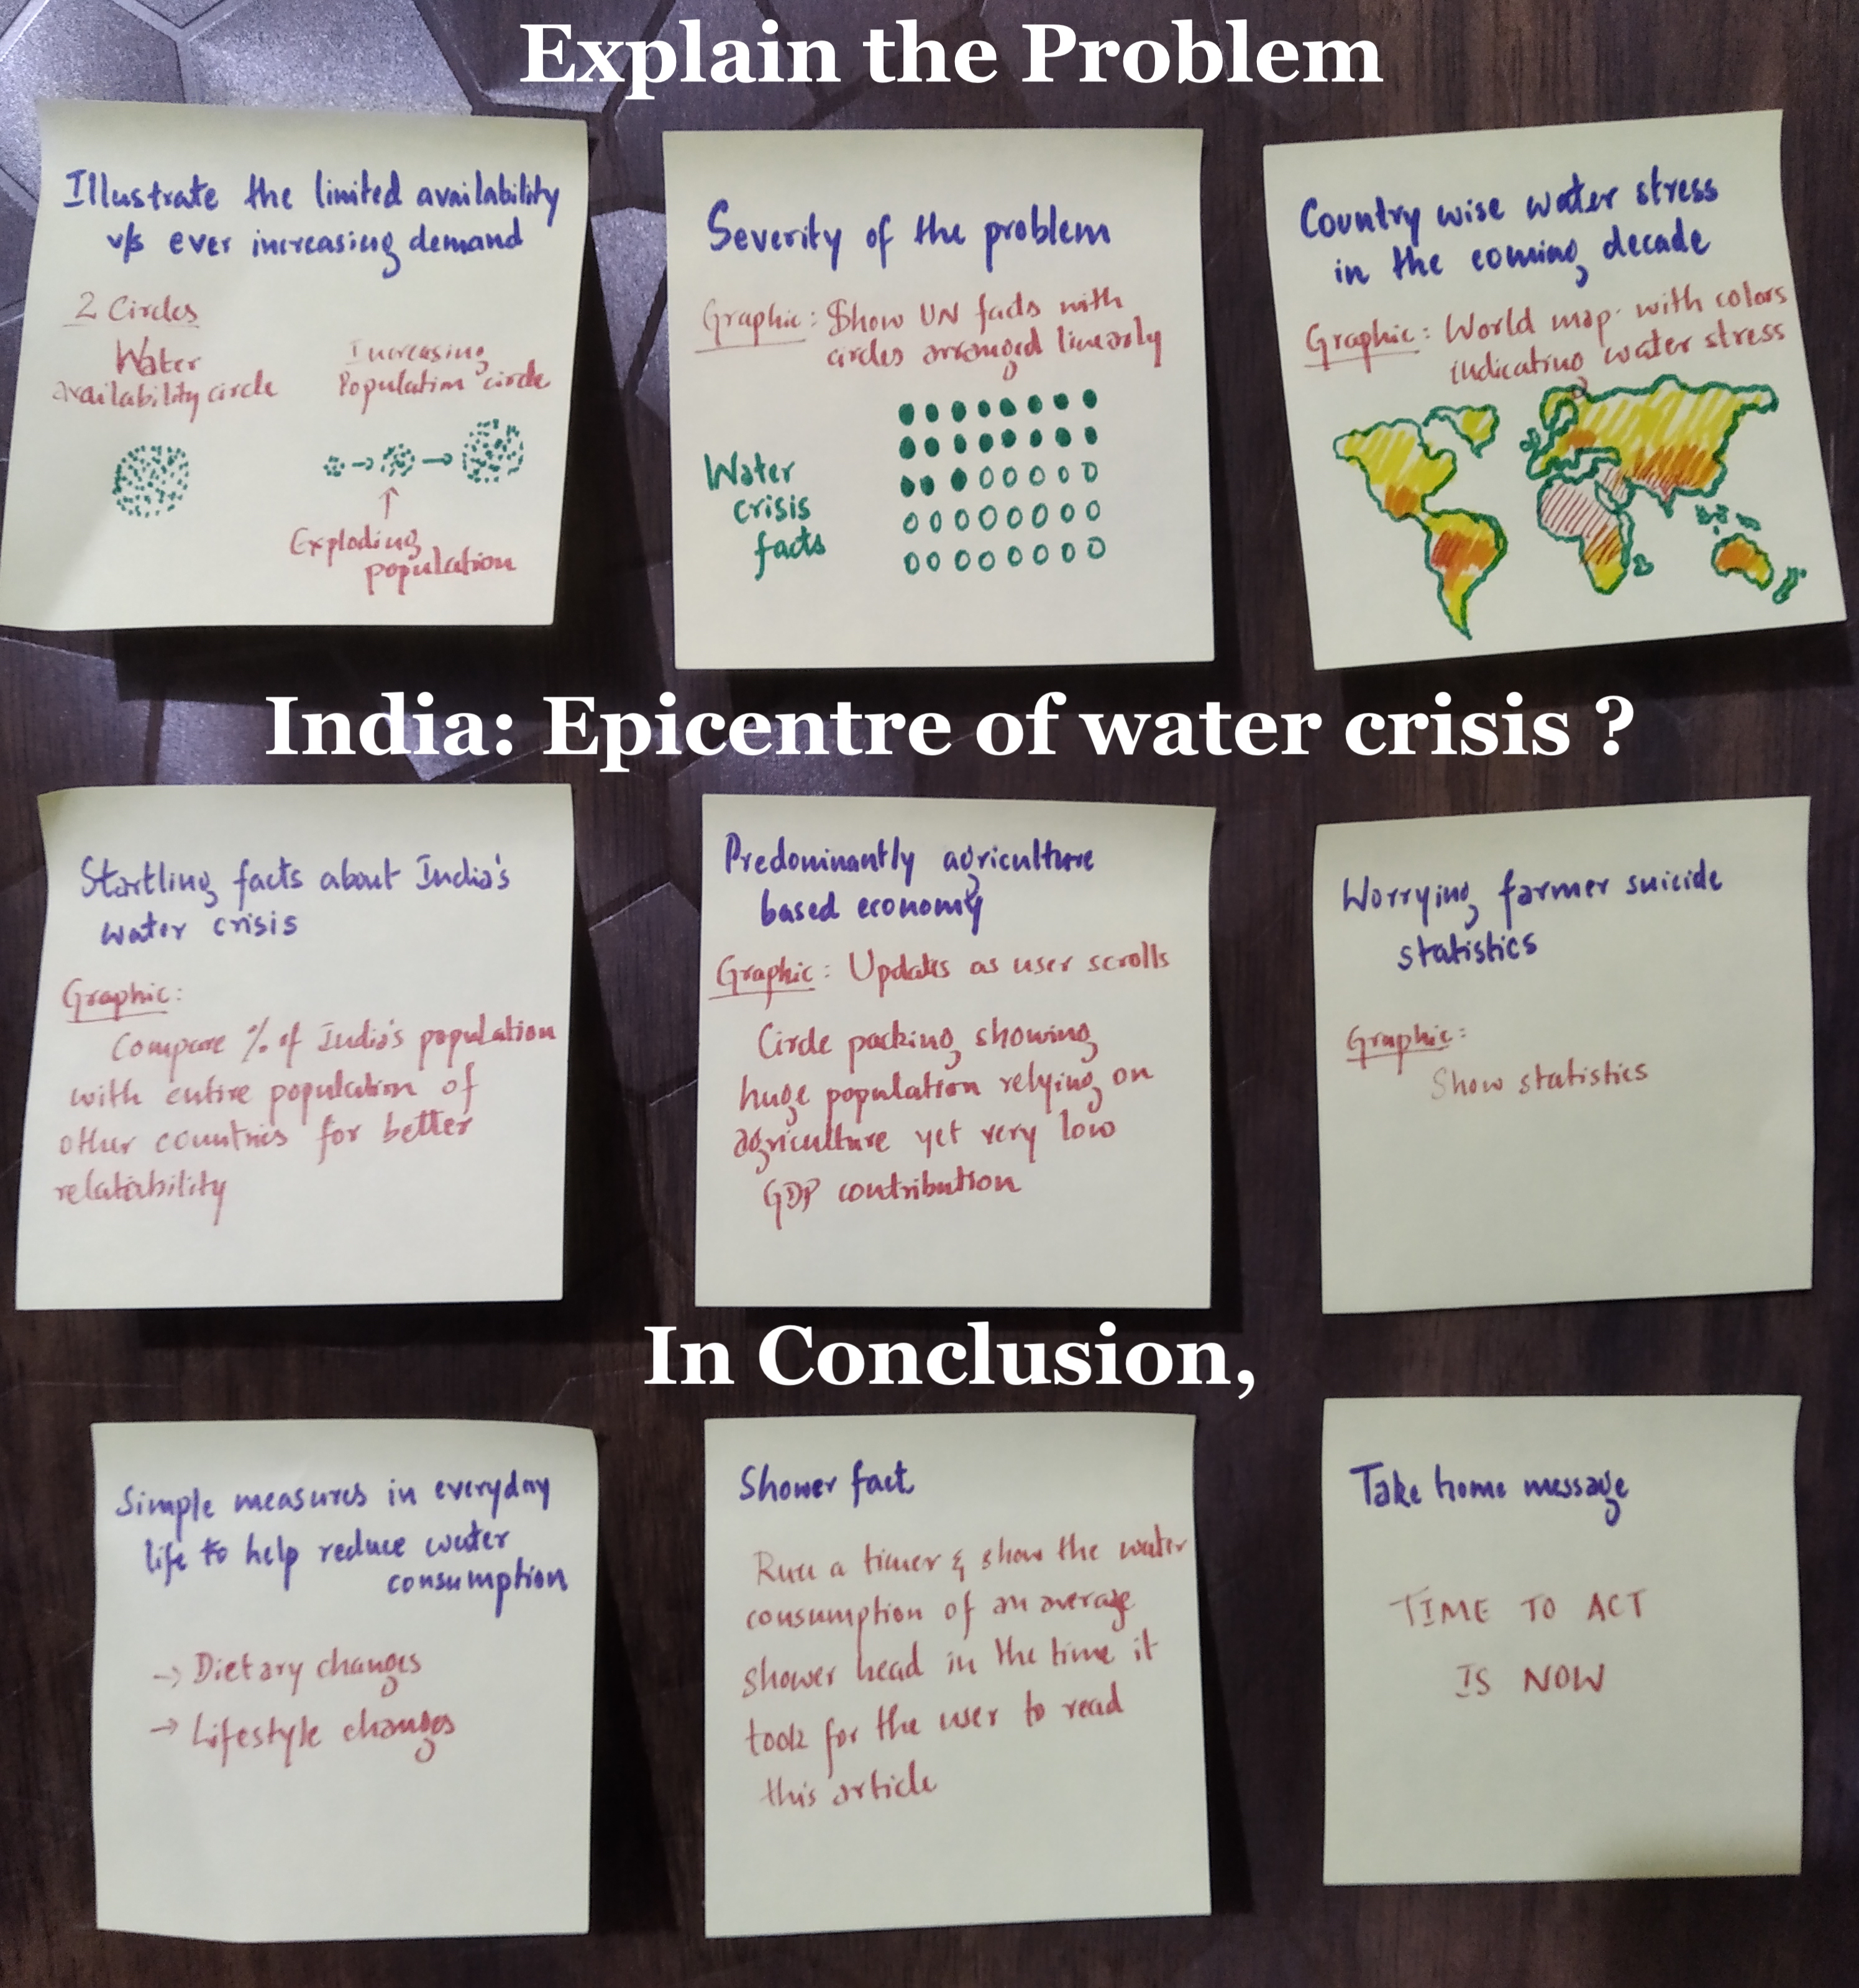 Explain the Problem
Illustrate the limited availability
v/s ever increasing demand
2 Circles
Water
availability circle
Increasing
Population circle
Exploding
population
Severity of the problem
Graphic: Show UN facts with
circles arranged linearly
Water
crisis
facts
Country wise water stress
in the coming decade
Graphic: World map with colors
indicating water stress
India: Epicentre of water crisis ?
Startling facts about India's
water crisis
Graphic:
Compare % of India's population
with entire population of
other countries for better
relatability
Predominantly agriculture
based economy
Graphic: Updates as user scrolls
Circle packing showing
huge population relying on
agriculture yet very low
GDP contribution
Worrying farmer suicide
statistics
Graphic:
Show statistics
In Conclusion,
Simple measures in everyday
life to help reduce water
consumption
→ Dietary changes
→ Lifestyle changes
Shower fact
Run a timer & show the water
consumption of an average
shower head in the time it
took for the user to read
this article
Take home message
TIME TO ACT
IS NOW